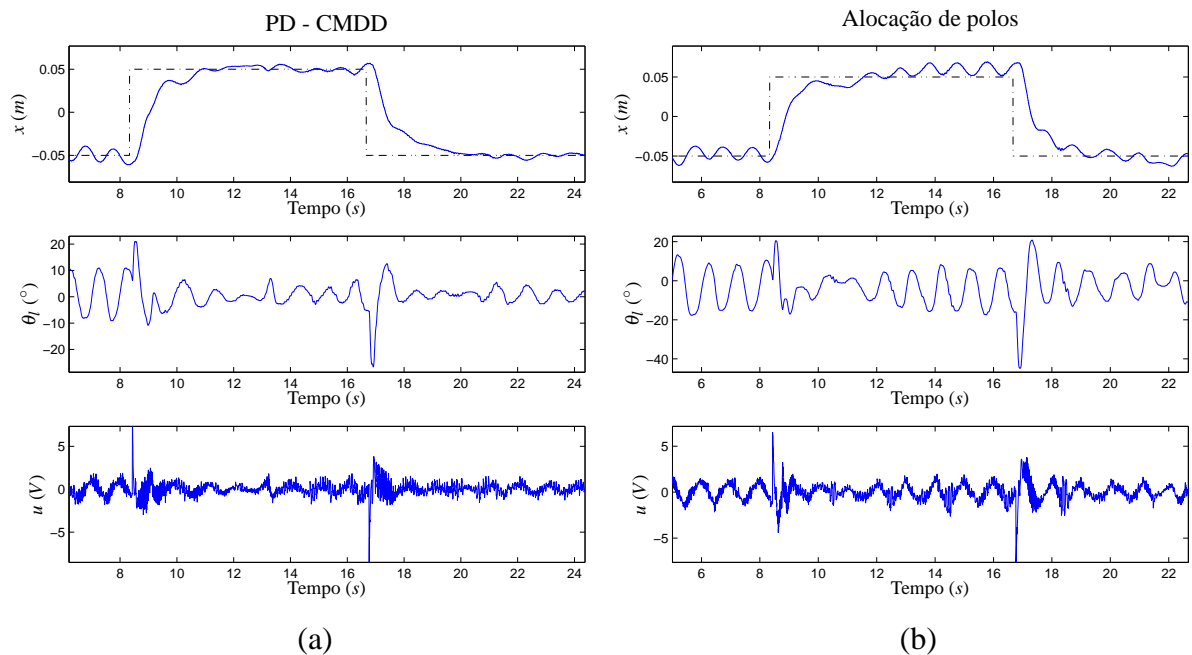 PD - CMDD
x (m)
0.05
0
−0.05
8 10 12 14 16 18 20 22 24
Tempo (s)
θl (°)
20
10
0
−10
−20
8 10 12 14 16 18 20 22 24
Tempo (s)
u (V)
5
0
−5
8 10 12 14 16 18 20 22 24
Tempo (s)
(a)
Alocação de polos
x (m)
0.05
0
−0.05
6 8 10 12 14 16 18 20 22
Tempo (s)
θl (°)
20
0
−20
−40
6 8 10 12 14 16 18 20 22
Tempo (s)
u (V)
5
0
−5
6 8 10 12 14 16 18 20 22
Tempo (s)
(b)